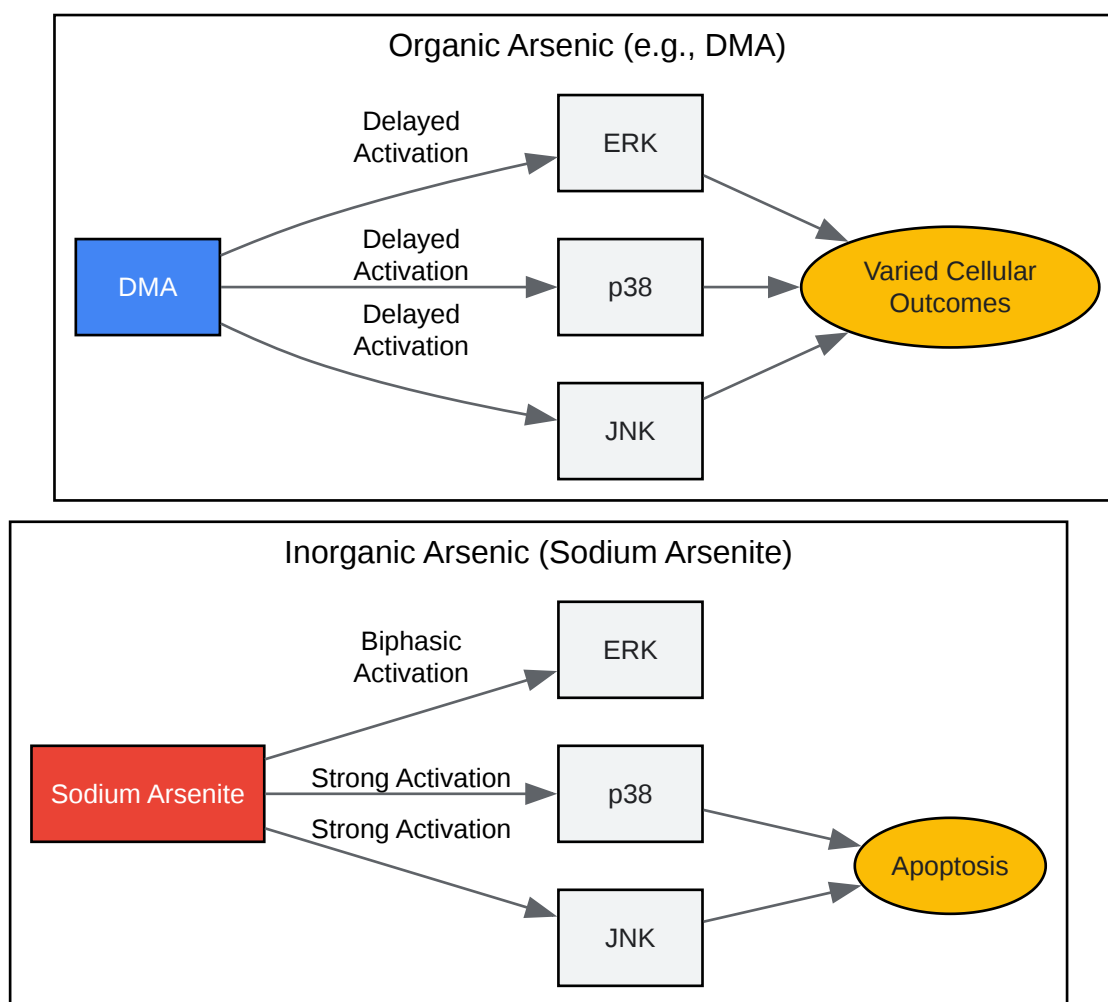 Organic Arsenic (e.g., DMA)
Delayed
Activation
ERK
Delayed
Activation
DMA
p38
Varied Cellular
Outcomes
Delayed
Activation
JNK
Inorganic Arsenic (Sodium Arsenite)
Biphasic
Activation
ERK
Sodium Arsenite
Strong Activation
p38
Strong Activation
Apoptosis
JNK